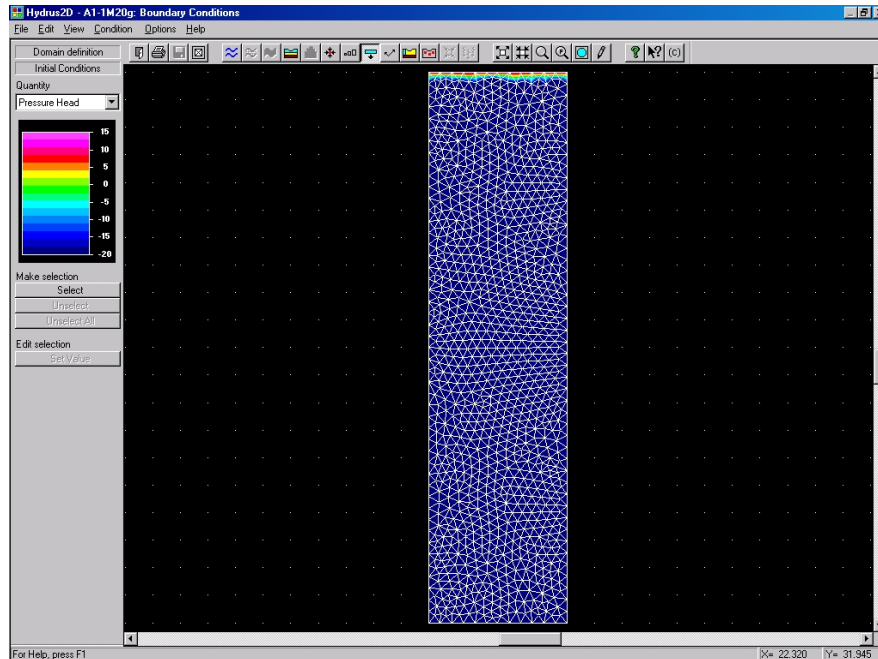 Hydrus2D - A1-1M20g: Boundary Conditions
File Edit View Condition Options Help
Domain definition
Initial Conditions
Quantity
Pressure Head
15
10
5
0
-5
-10
-15
-20
Make selection
Select
Unselect
Unselect All
Edit selection
Set Value
For Help, press F1
X= 22.320 Y= 31.945